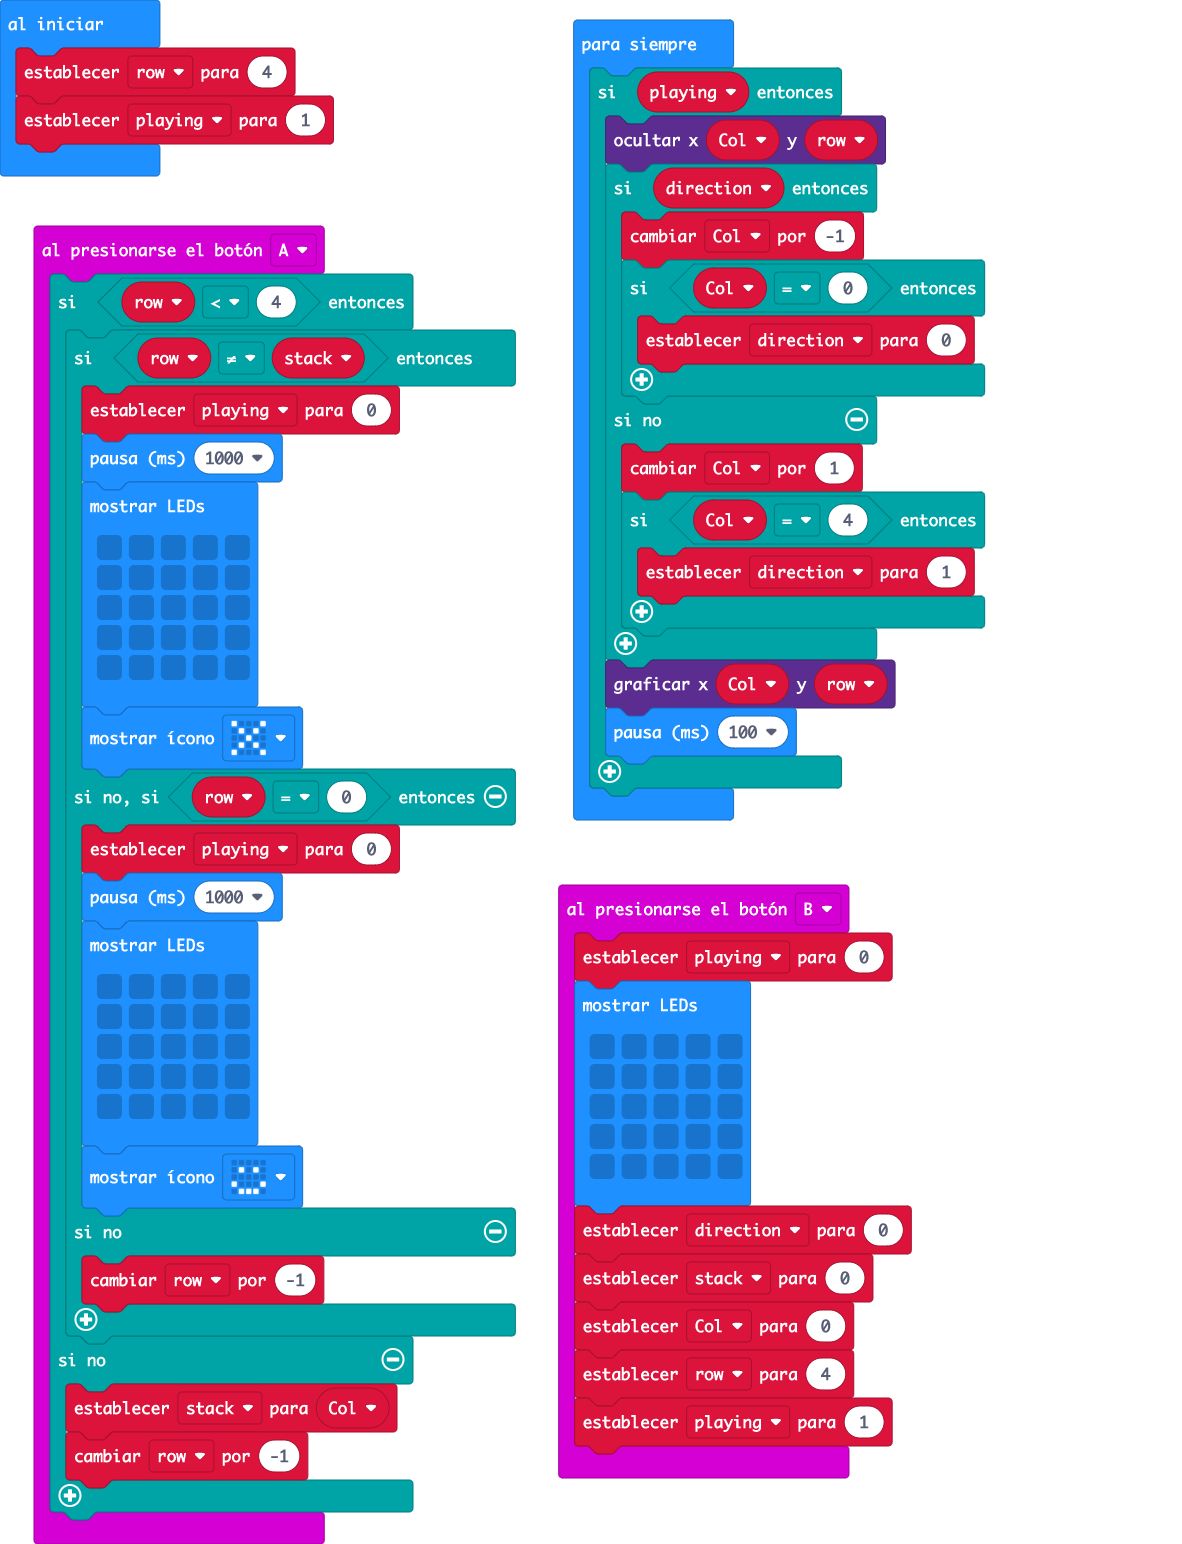 al iniciar
establecer row para 4
establecer playing para 1
al presionarse el botón A
si row < 4 entonces
si row ≠ stack entonces
establecer playing para 0
pausa (ms) 1000
mostrar LEDs
mostrar ícono
si no, si row = 0 entonces
establecer playing para 0
pausa (ms) 1000
mostrar LEDs
mostrar ícono
si no
cambiar row por -1
si no
establecer stack para Col
cambiar row por -1
para siempre
si playing entonces
ocultar x Col y row
si direction entonces
cambiar Col por -1
si Col = 0 entonces
establecer direction para 0
si no
cambiar Col por 1
si Col = 4 entonces
establecer direction para 1
graficar x Col y row
pausa (ms) 100
al presionarse el botón B
establecer playing para 0
mostrar LEDs
establecer direction para 0
establecer stack para 0
establecer Col para 0
establecer row para 4
establecer playing para 1